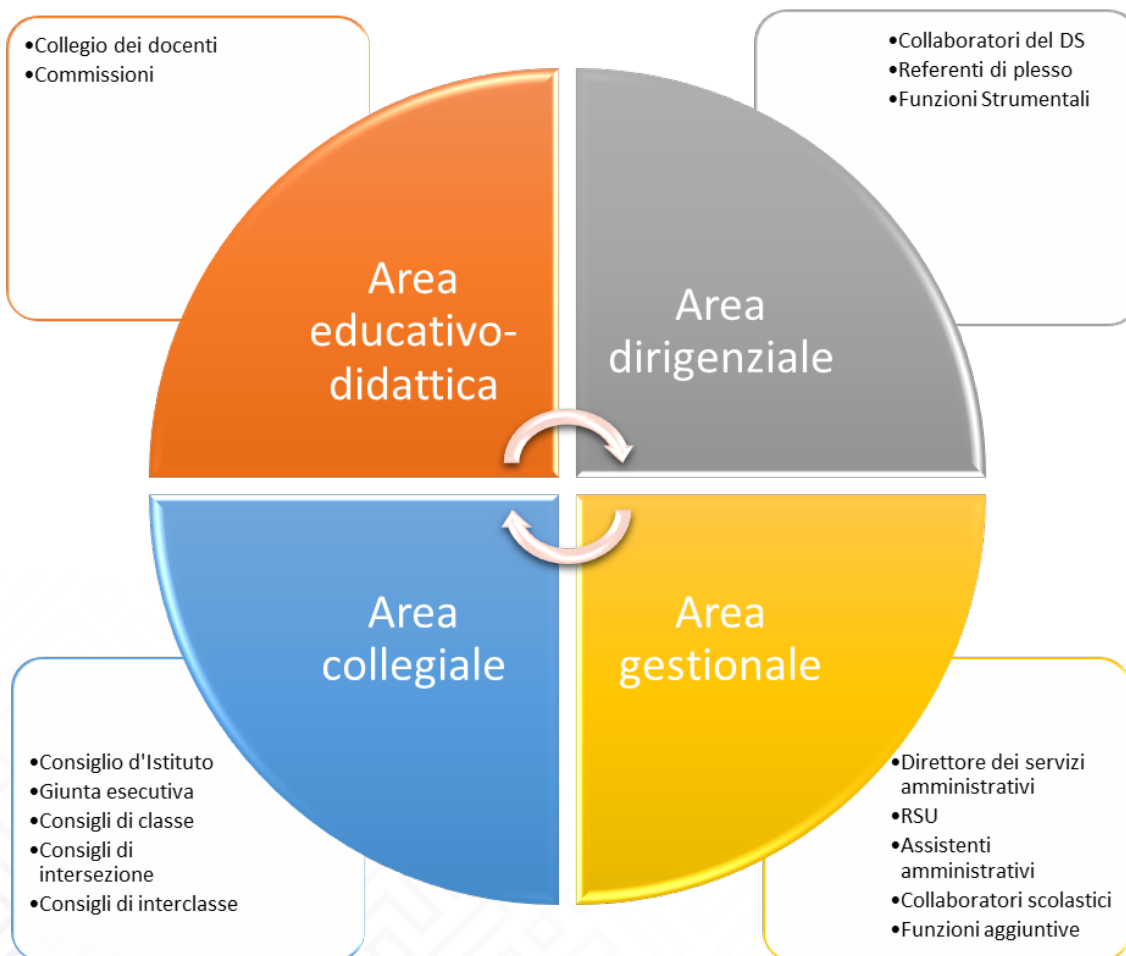 •Collegio dei docenti
•Commissioni
•Collaboratori del DS
•Referenti di plesso
•Funzioni Strumentali
Area
educativo-
didattica
Area
dirigenziale
Area
collegiale
Area
gestionale
•Consiglio d'Istituto
•Giunta esecutiva
•Consigli di classe
•Consigli di
intersezione
•Consigli di interclasse
•Direttore dei servizi
amministrativi
•RSU
•Assistenti
amministrativi
•Collaboratori scolastici
•Funzioni aggiuntive